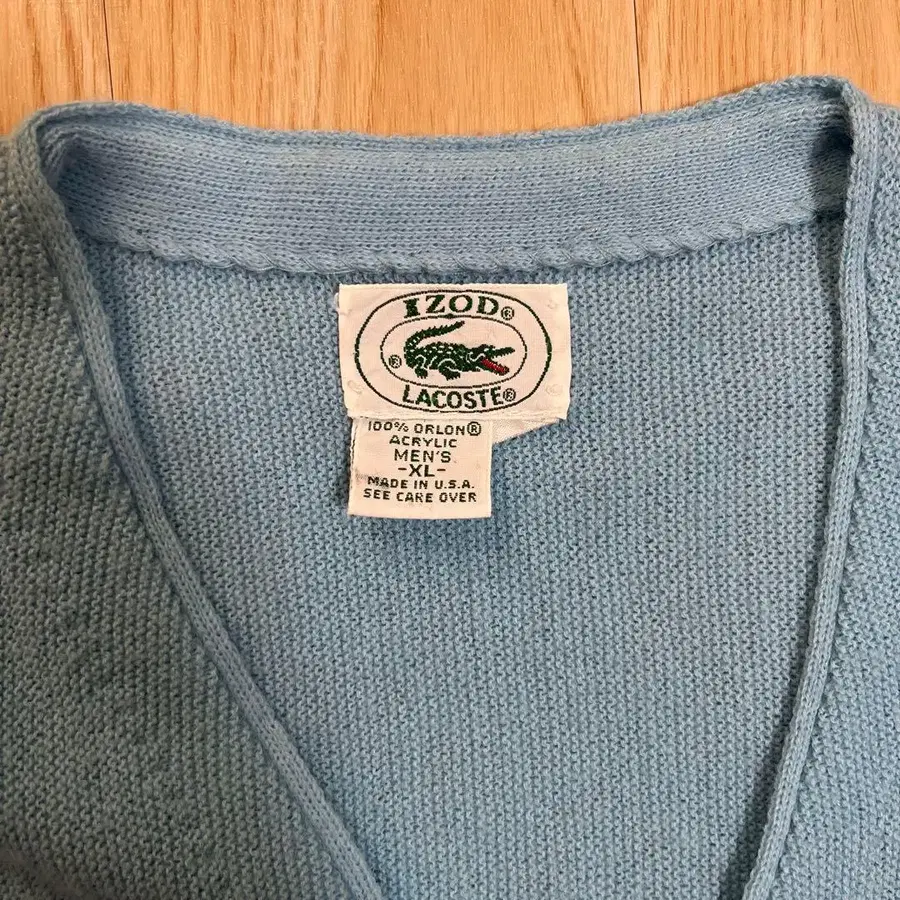 IZOD®
®
LACOSTE®
100% ORLON®
ACRYLIC
MEN'S
-XL-
MADE IN U.S.A.
SEE CARE OVER